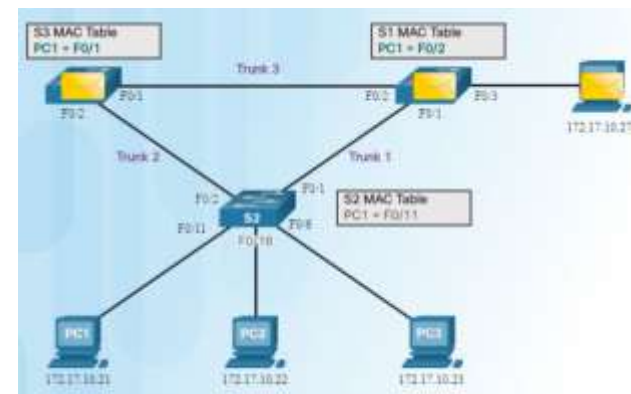 S3 MAC Table
PC1 = F0/1
S1 MAC Table
PC1 = F0/2
Trunk 3
F0/1
F0/2
F0/3
F0/2
F0/1
172.17.10.27
Trunk 2
Trunk 1
F0/2
F0/1
S2 MAC Table
PC1 = F0/11
S2
F0/11
F0/18
F0/6
PC1
PC2
PC3
172.17.10.21
172.17.10.22
172.17.10.23